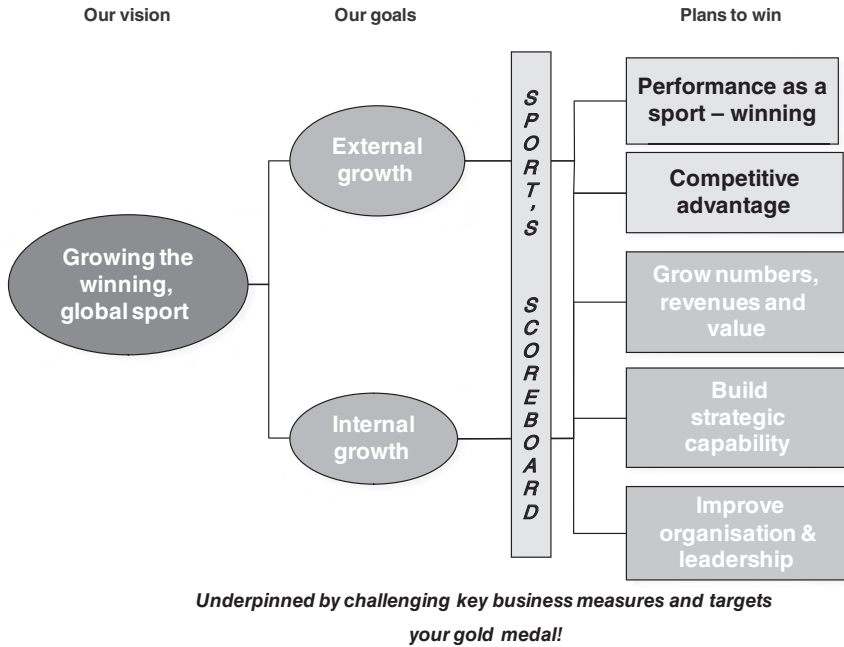 Our vision
Our goals
Plans to win
Growing the
winning,
global sport
External
growth
Internal
growth
SPORT'S SCOREBOARD
Performance as a
sport – winning
Competitive
advantage
Grow numbers,
revenues and
value
Build
strategic
capability
Improve
organisation &
leadership
Underpinned by challenging key business measures and targets
your gold medal!